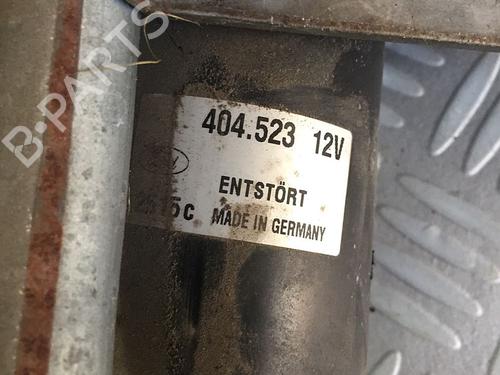 B-PARTS
404.523 12V
ENTSTÖRT
MADE IN GERMANY